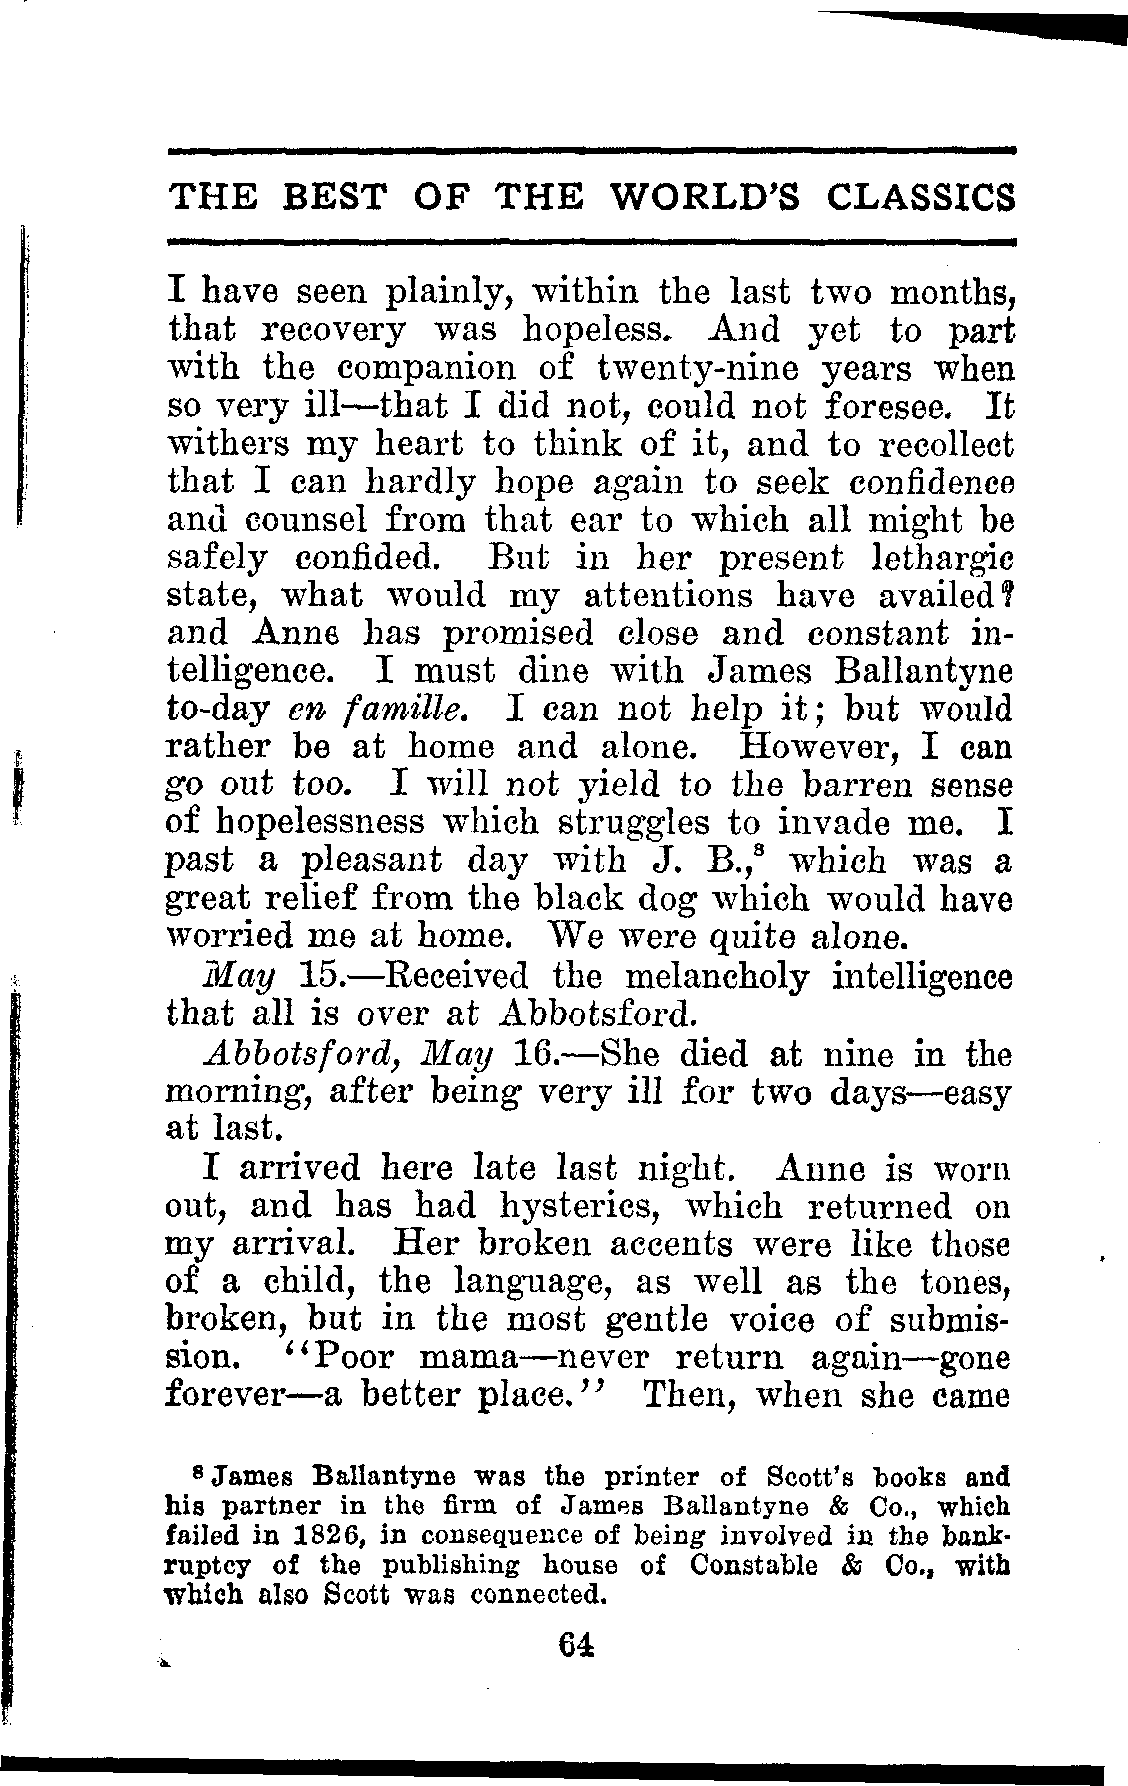 THE BEST OF THE WORLD'S CLASSICS
I have seen plainly, within the last two months,
that recovery was hopeless. And yet to part
with the companion of twenty-nine years when
so very ill—that I did not, could not foresee. It
withers my heart to think of it, and to recollect
that I can hardly hope again to seek confidence
and counsel from that ear to which all might be
safely confided. But in her present lethargic
state, what would my attentions have availed?
and Anne has promised close and constant in-
telligence. I must dine with James Ballantyne
to-day en famille. I can not help it; but would
rather be at home and alone. However, I can
go out too. I will not yield to the barren sense
of hopelessness which struggles to invade me. I
past a pleasant day with J. B.,⁸ which was a
great relief from the black dog which would have
worried me at home. We were quite alone.
May 15.—Received the melancholy intelligence
that all is over at Abbotsford.
Abbotsford, May 16.—She died at nine in the
morning, after being very ill for two days—easy
at last.
I arrived here late last night. Anne is worn
out, and has had hysterics, which returned on
my arrival. Her broken accents were like those
of a child, the language, as well as the tones,
broken, but in the most gentle voice of submis-
sion. "Poor mama—never return again—gone
forever—a better place." Then, when she came
⁸ James Ballantyne was the printer of Scott's books and
his partner in the firm of James Ballantyne & Co., which
failed in 1826, in consequence of being involved in the bank-
ruptcy of the publishing house of Constable & Co., with
which also Scott was connected.
64